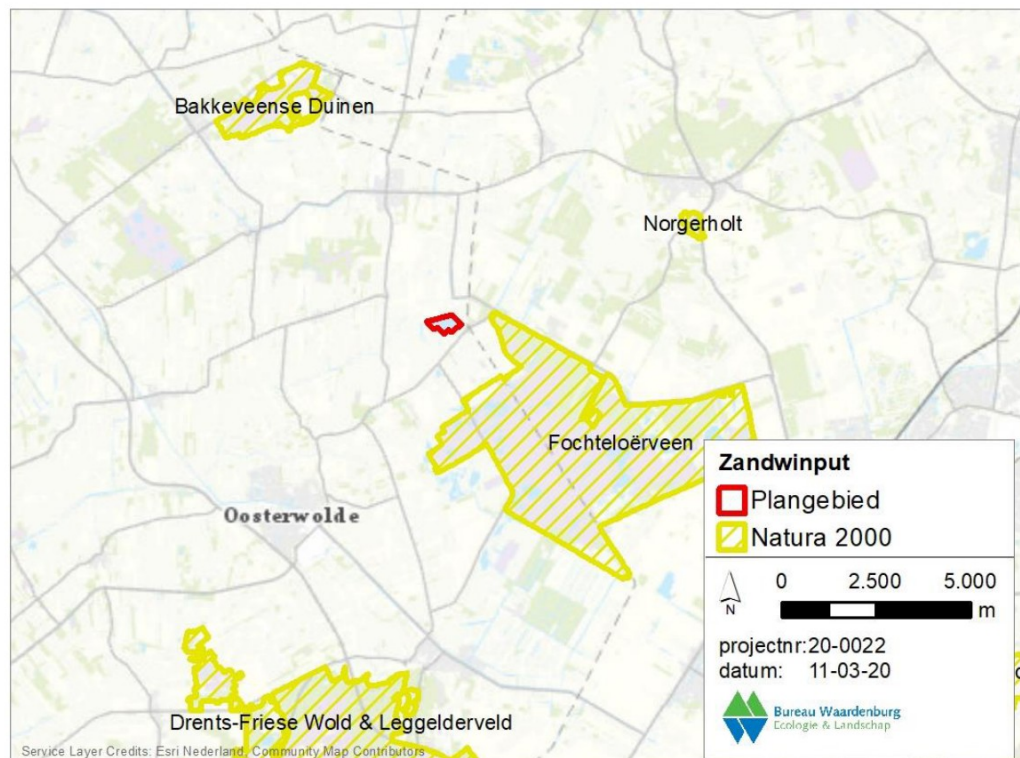 Bakkeveense Duinen
Norgerholt
Fochteloërveen
Oosterwolde
Drents-Friese Wold & Leggelderveld
Zandwinput
Plangebied
Natura 2000
0 2.500 5.000
m
N
projectnr:20-0022
datum: 11-03-20
Bureau Waardenburg
Ecologie & Landschap
Service Layer Credits: Esri Nederland, Community Map Contributors